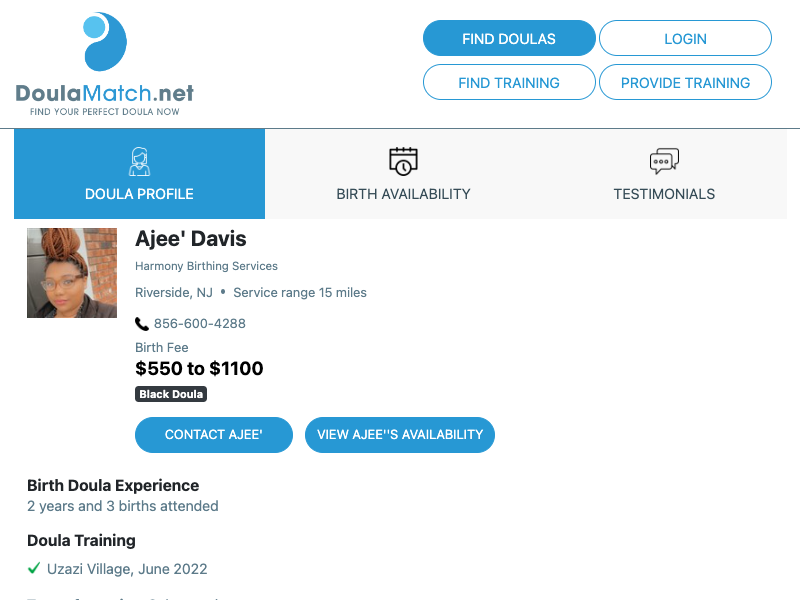 DoulaMatch.net
FIND YOUR PERFECT DOULA NOW
FIND DOULAS
LOGIN
FIND TRAINING
PROVIDE TRAINING
DOULA PROFILE
BIRTH AVAILABILITY
TESTIMONIALS
Ajee' Davis
Harmony Birthing Services
Riverside, NJ • Service range 15 miles
856-600-4288
Birth Fee
$550 to $1100
Black Doula
CONTACT AJEE'
VIEW AJEE''S AVAILABILITY
Birth Doula Experience
2 years and 3 births attended
Doula Training
Uzazi Village, June 2022